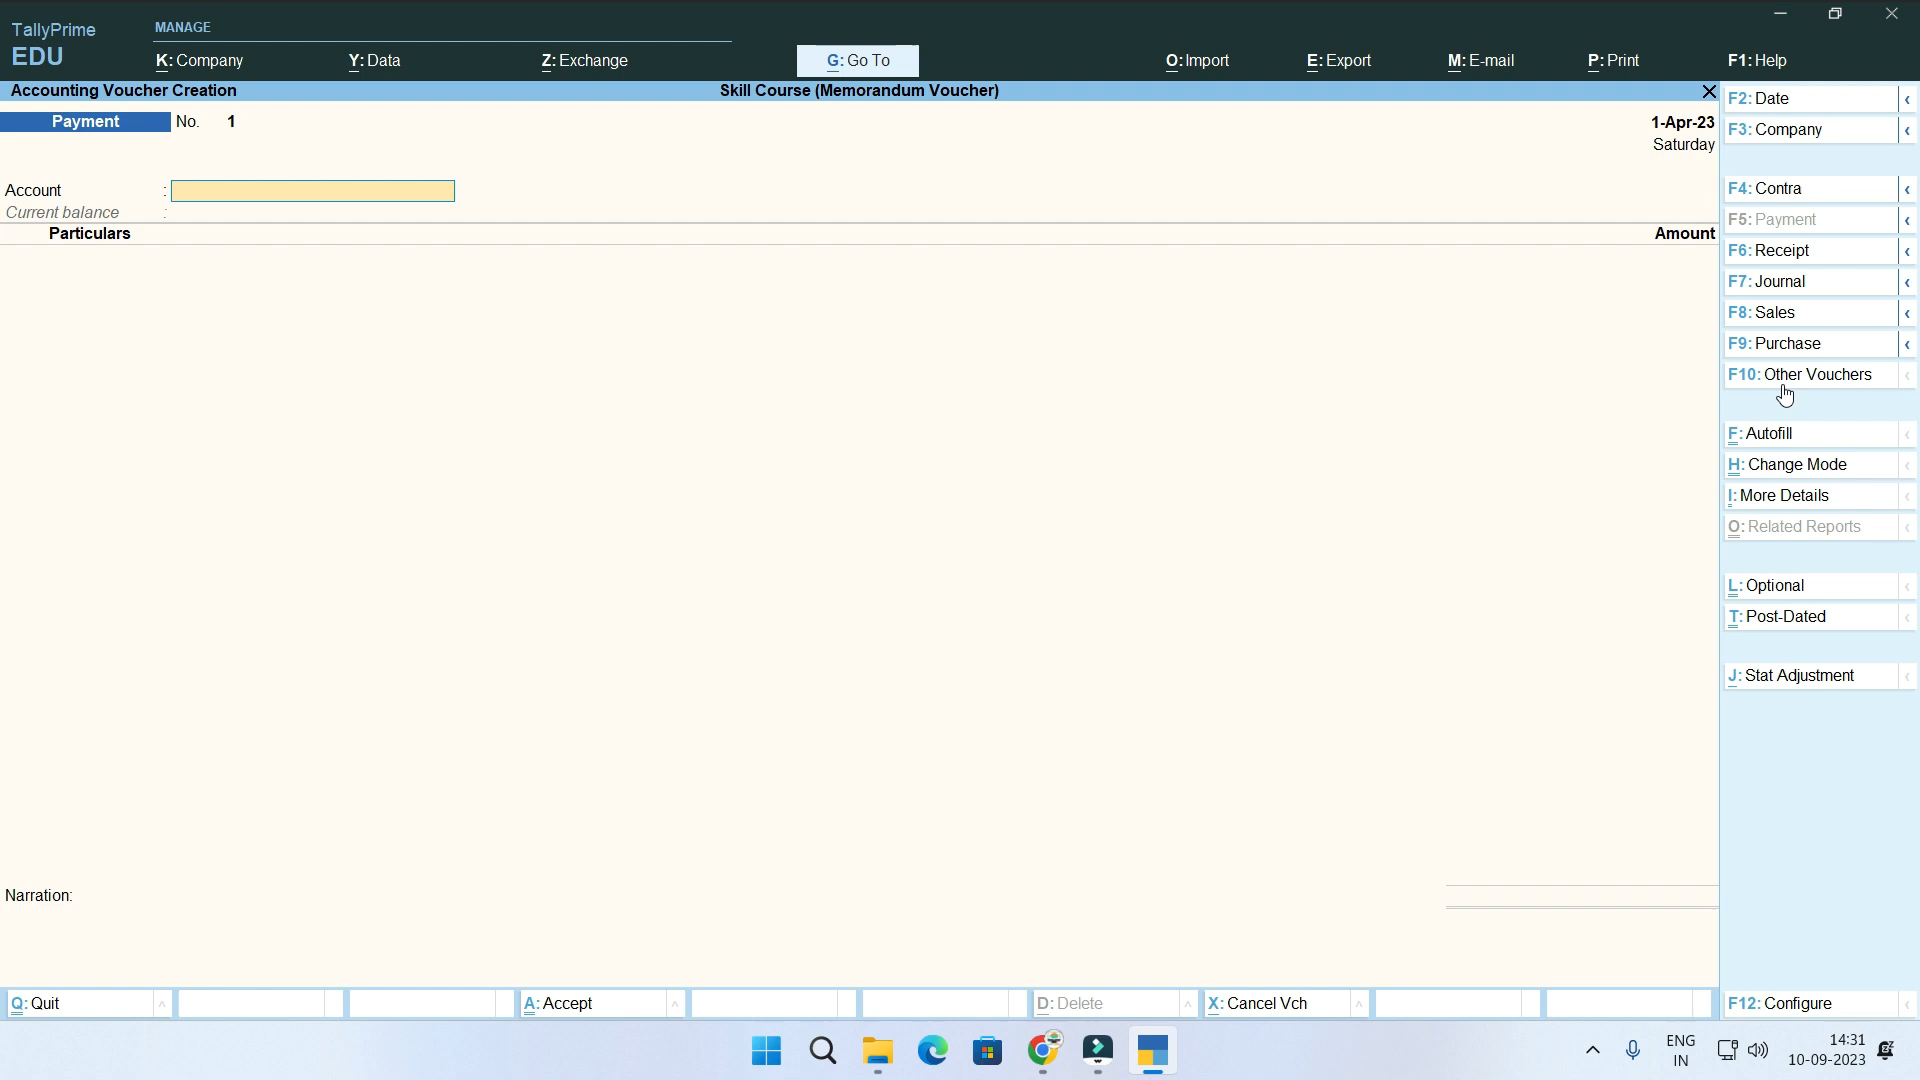 TallyPrime
EDU
MANAGE
K: Company
Y: Data
Z: Exchange
G: Go To
O: Import
E: Export
M: E-mail
P: Print
F1: Help
Accounting Voucher Creation
Skill Course (Memorandum Voucher)
Payment No. 1
1-Apr-23
Saturday
Account :
Current balance :
Particulars
Amount
Narration:
F2: Date
F3: Company
F4: Contra
F5: Payment
F6: Receipt
F7: Journal
F8: Sales
F9: Purchase
F10: Other Vouchers
F: Autofill
H: Change Mode
I: More Details
O: Related Reports
L: Optional
T: Post-Dated
J: Stat Adjustment
F12: Configure
Q: Quit
A: Accept
D: Delete
X: Cancel Vch
ENG
IN
14:31
10-09-2023